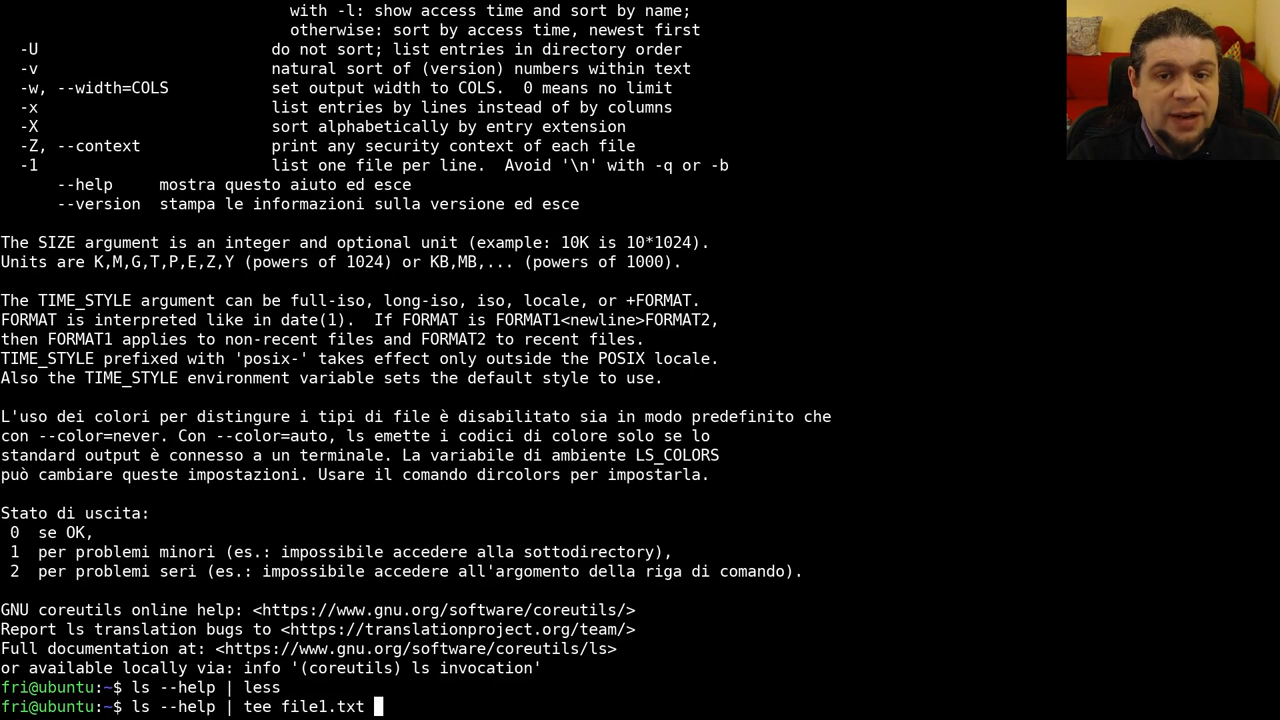 with -l: show access time and sort by name;
otherwise: sort by access time, newest first
-U do not sort; list entries in directory order
-v natural sort of (version) numbers within text
-w, --width=COLS set output width to COLS.  0 means no limit
-x list entries by lines instead of by columns
-X sort alphabetically by entry extension
-Z, --context print any security context of each file
-1 list one file per line.  Avoid '\n' with -q or -b
--help mostra questo aiuto ed esce
--version stampa le informazioni sulla versione ed esce
The SIZE argument is an integer and optional unit (example: 10K is 10*1024).
Units are K,M,G,T,P,E,Z,Y (powers of 1024) or KB,MB,... (powers of 1000).
The TIME_STYLE argument can be full-iso, long-iso, iso, locale, or +FORMAT.
FORMAT is interpreted like in date(1).  If FORMAT is FORMAT1<newline>FORMAT2,
then FORMAT1 applies to non-recent files and FORMAT2 to recent files.
TIME_STYLE prefixed with 'posix-' takes effect only outside the POSIX locale.
Also the TIME_STYLE environment variable sets the default style to use.
L'uso dei colori per distingure i tipi di file è disabilitato sia in modo predefinito che
con --color=never. Con --color=auto, ls emette i codici di colore solo se lo
standard output è connesso a un terminale. La variabile di ambiente LS_COLORS
può cambiare queste impostazioni. Usare il comando dircolors per impostarla.
Stato di uscita:
0 se OK,
1 per problemi minori (es.: impossibile accedere alla sottodirectory),
2 per problemi seri (es.: impossibile accedere all'argomento della riga di comando).
GNU coreutils online help: <https://www.gnu.org/software/coreutils/>
Report ls translation bugs to <https://translationproject.org/team/>
Full documentation at: <https://www.gnu.org/software/coreutils/ls>
or available locally via: info '(coreutils) ls invocation'
fri@ubuntu:~$ ls --help | less
fri@ubuntu:~$ ls --help | tee file1.txt